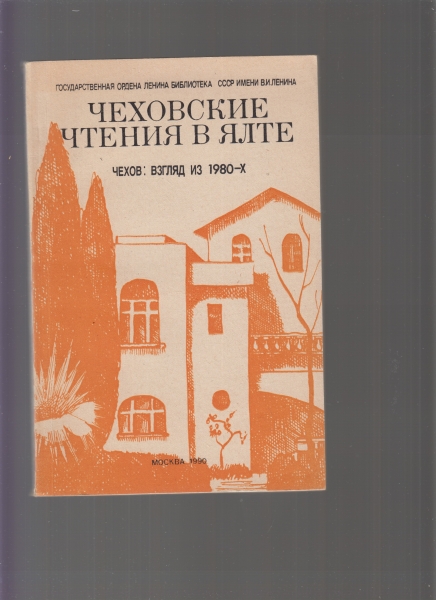 ГОСУДАРСТВЕННАЯ ОРДЕНА ЛЕНИНА БИБЛИОТЕКА СССР ИМЕНИ В.И.ЛЕНИНА
ЧЕХОВСКИЕ
ЧТЕНИЯ В ЯЛТЕ
ЧЕХОВ: ВЗГЛЯД ИЗ 1980-Х
МОСКВА 1990